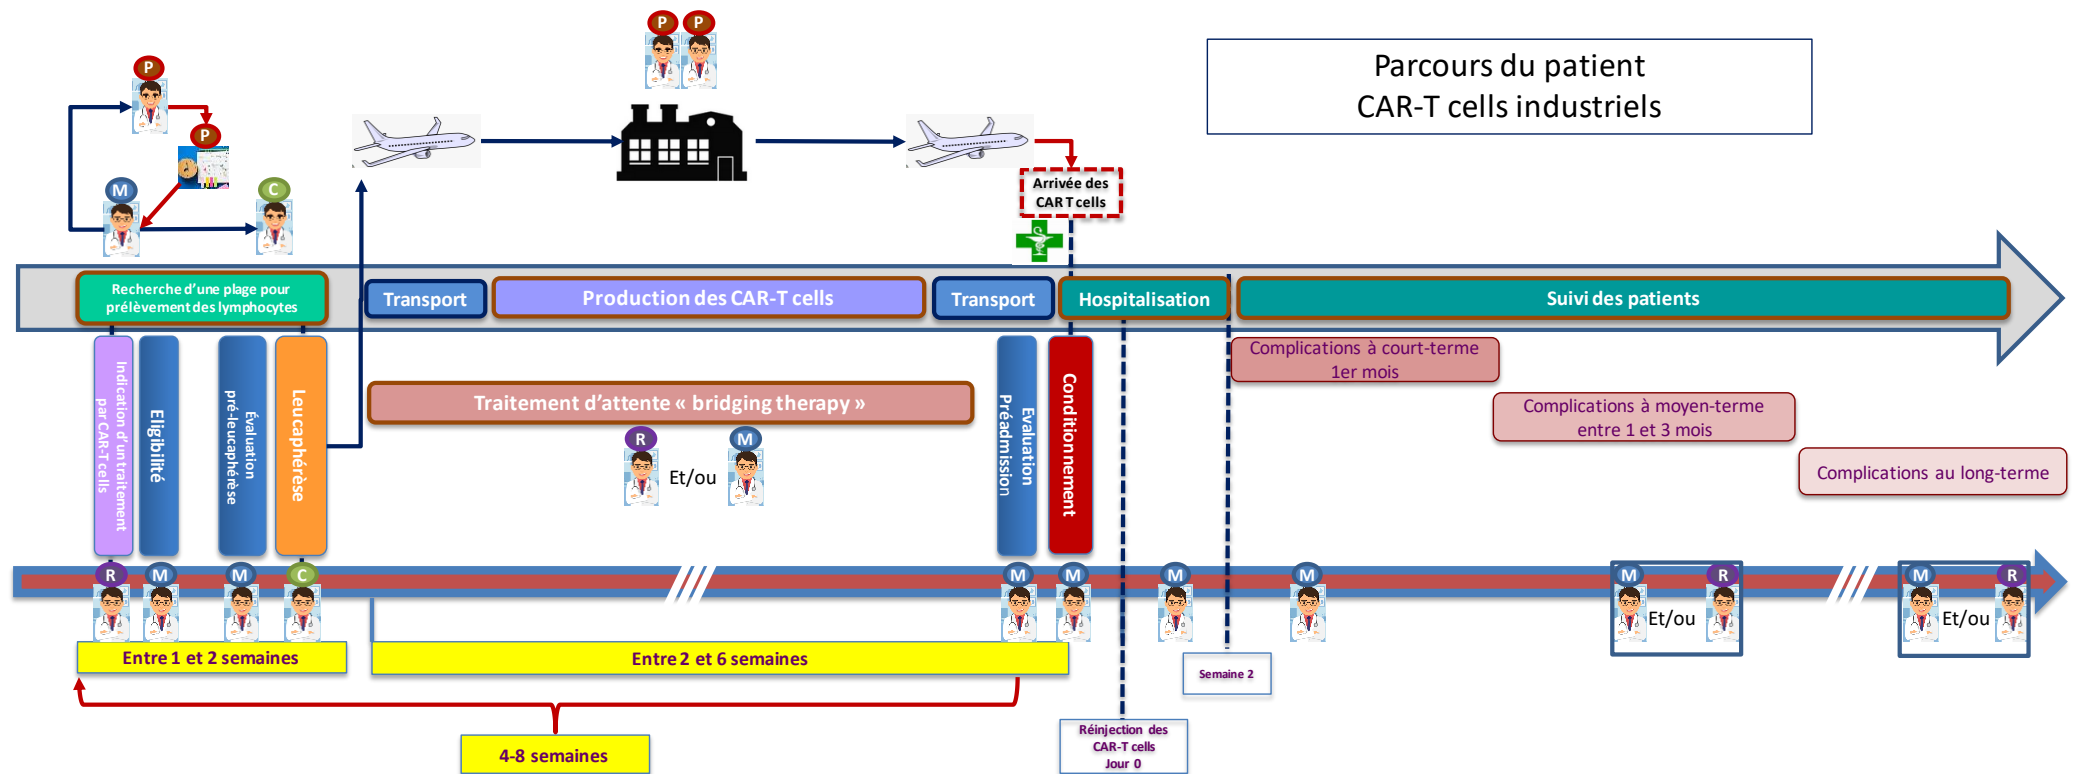 Parcours du patient
CAR-T cells industriels
P
P
P
P
M
C
Arrivée des
CAR T cells
Recherche d'une plage pour
prélèvement des lymphocytes
Transport
Production des CAR-T cells
Transport
Hospitalisation
Suivi des patients
Indication d'un traitement
par CAR-T cells
Eligibilité
Évaluation
pré-leucaphérèse
Leucaphérèse
Traitement d'attente « bridging therapy »
R
Et/ou
M
Evaluation
Préadmission
Conditionnement
Complications à court-terme
1er mois
Complications à moyen-terme
entre 1 et 3 mois
Complications au long-terme
R
M
M
C
M
M
M
M
M
Et/ou
R
M
Et/ou
R
Entre 1 et 2 semaines
Entre 2 et 6 semaines
Semaine 2
4-8 semaines
Réinjection des
CAR-T cells
Jour 0